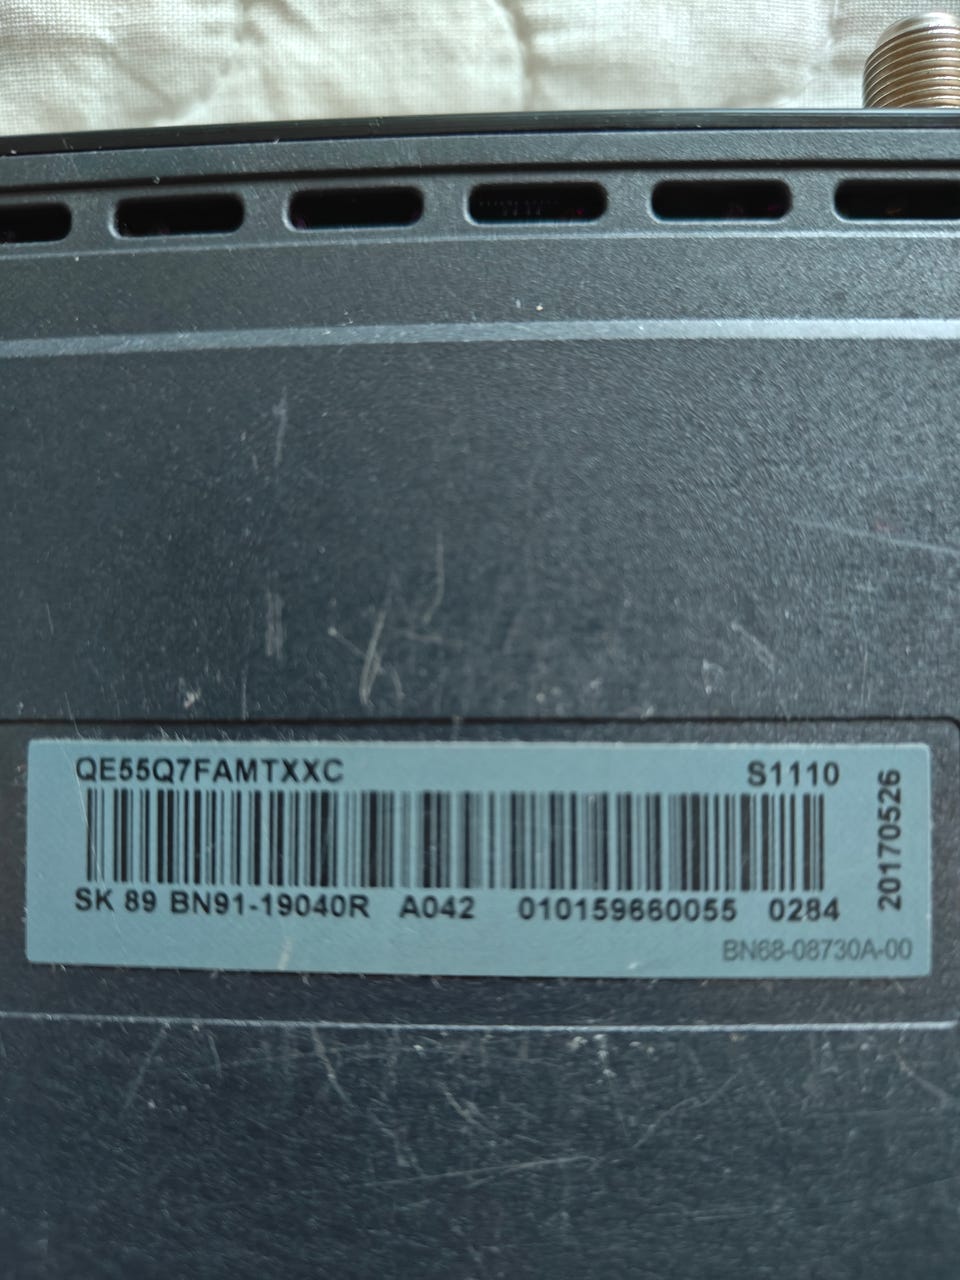 QE55Q7FAMTXXC S1110
SK 89 BN91-19040R A042 010159660055 0284
BN68-08730A-00
20170526